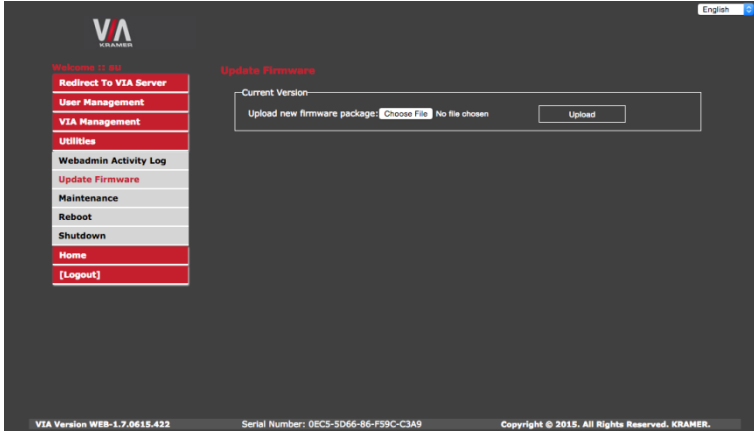 English
VIA
KRAMER
Welcome :: su
Redirect To VIA Server
User Management
VIA Management
Utilities
Webadmin Activity Log
Update Firmware
Maintenance
Reboot
Shutdown
Home
[Logout]
Update Firmware
Current Version
Upload new firmware package: Choose File No file chosen Upload
VIA Version WEB-1.7.0615.422 Serial Number: 0EC5-5D66-86-F59C-C3A9 Copyright © 2015. All Rights Reserved. KRAMER.